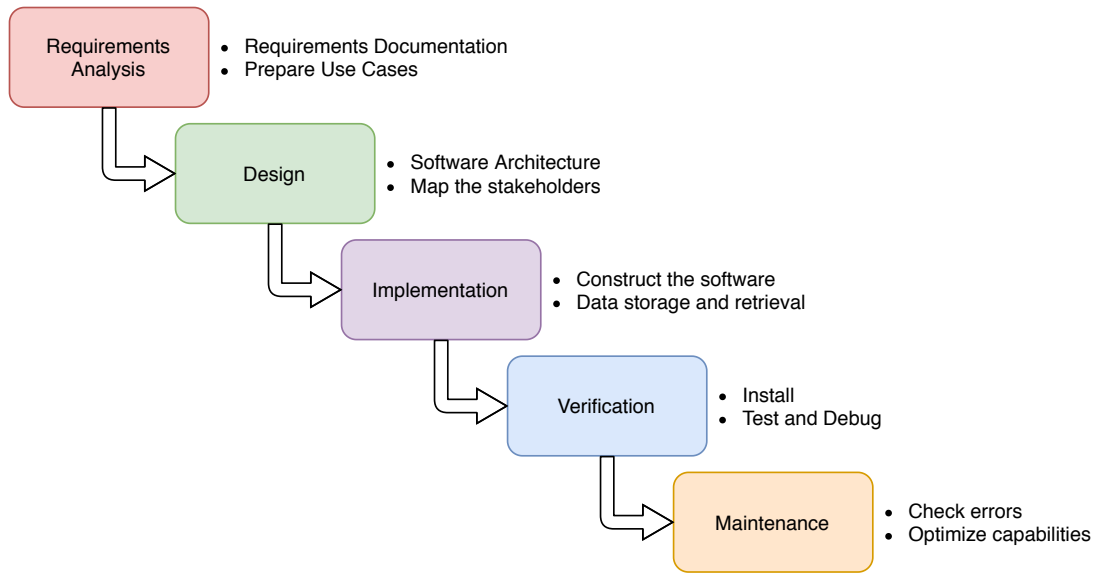 Requirements
Analysis
• Requirements Documentation
• Prepare Use Cases
Design
• Software Architecture
• Map the stakeholders
Implementation
• Construct the software
• Data storage and retrieval
Verification
• Install
• Test and Debug
Maintenance
• Check errors
• Optimize capabilities